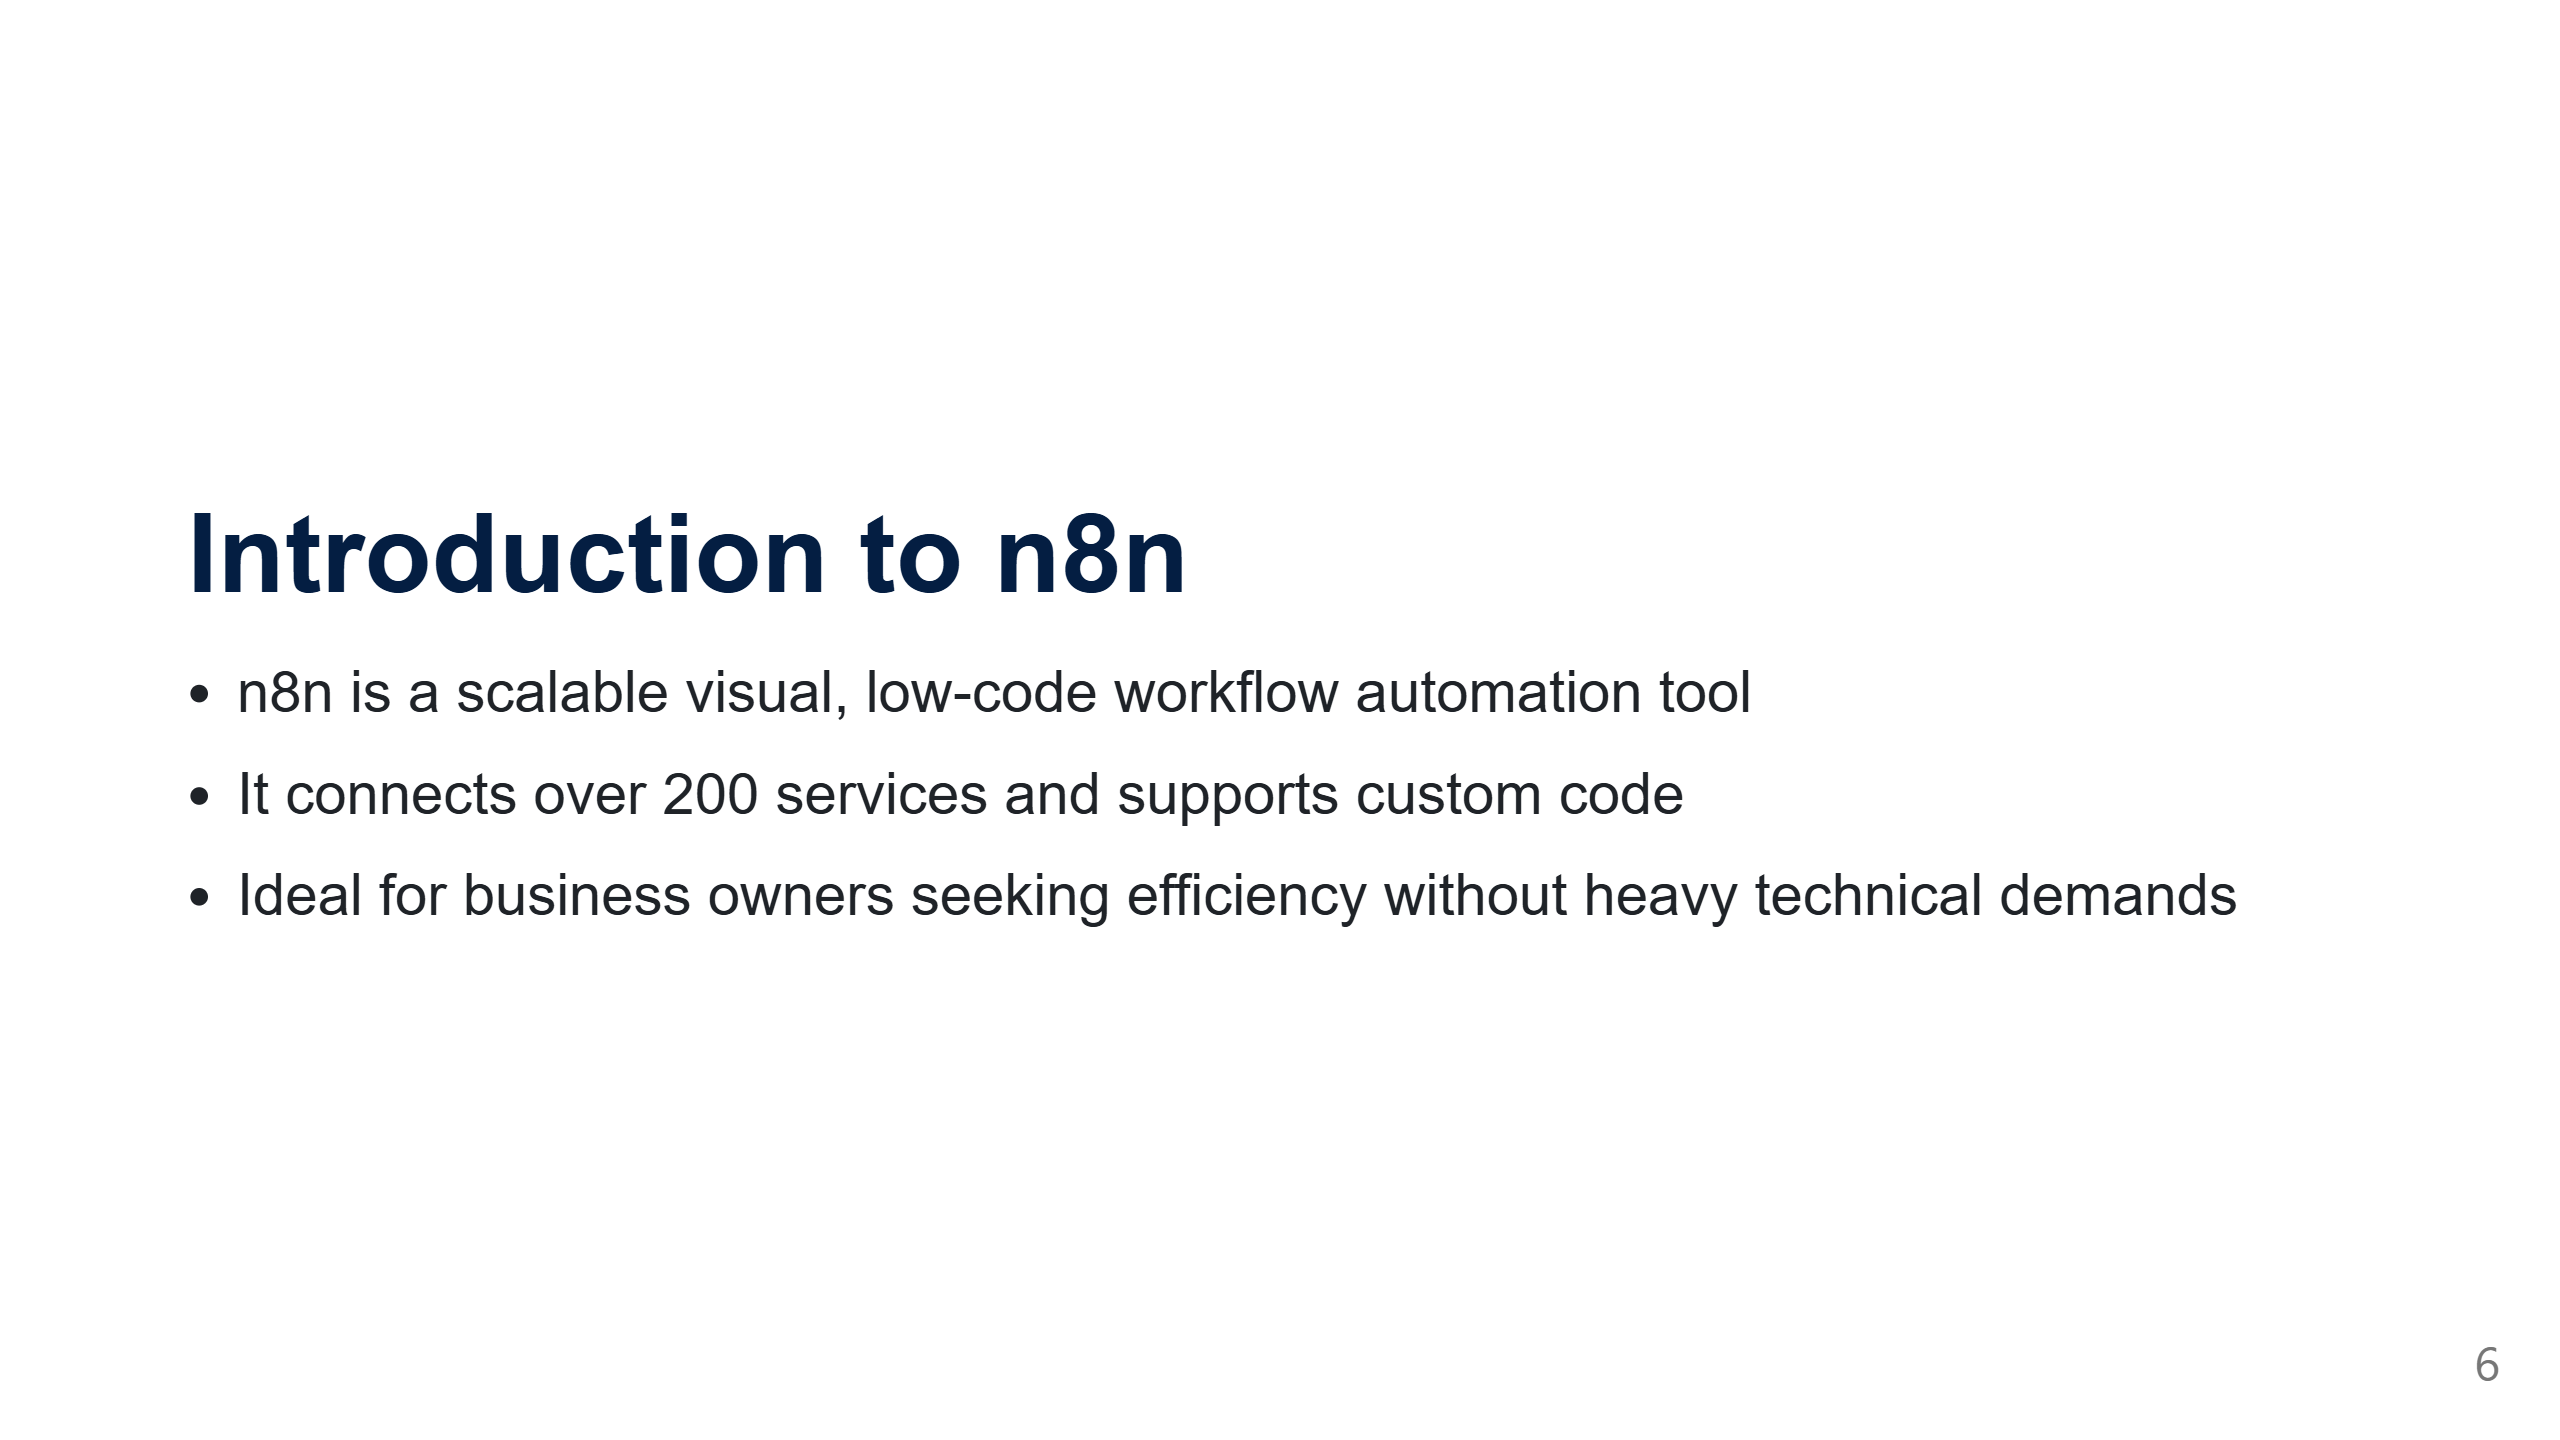 Introduction to n8n
• n8n is a scalable visual, low-code workflow automation tool
• It connects over 200 services and supports custom code
• Ideal for business owners seeking efficiency without heavy technical demands
6